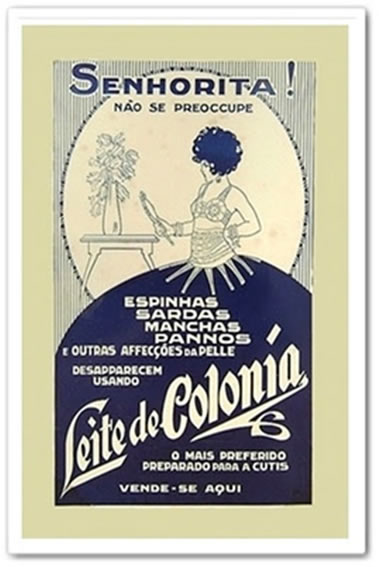 SENHORITA!
NÃO SE PREOCCUPE
ESPINHAS
SARDAS
MANCHAS
PANNOS
E OUTRAS AFFECÇÕES DA PELLE
DESAPPARECEM
USANDO
Leite de Colonia
O MAIS PREFERIDO
PREPARADO PARA A CUTIS
VENDE-SE AQUI